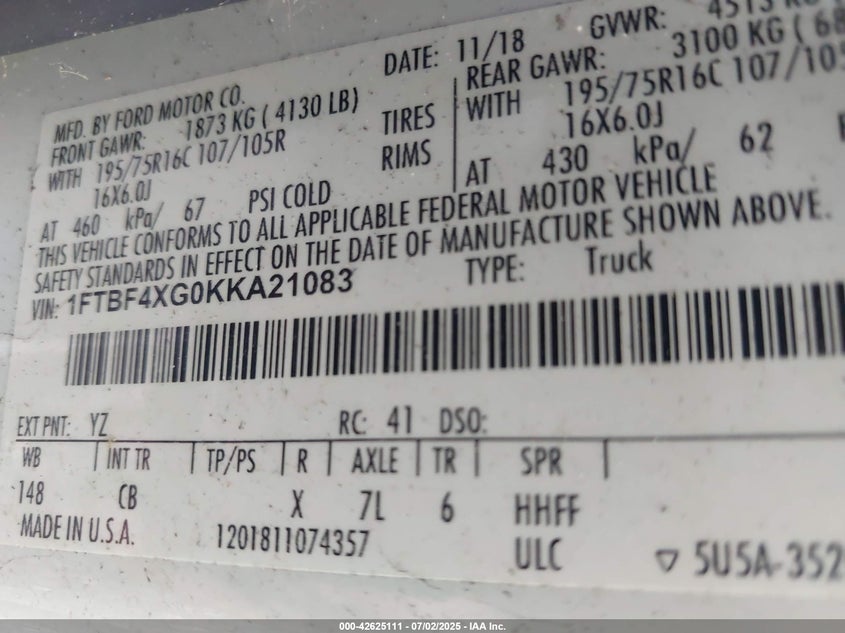 MFD. BY FORD MOTOR CO. DATE: 11/18 GVWR: 4513
FRONT GAWR: 1873 KG ( 4130 LB) REAR GAWR: 3100 KG (
WITH 195/75R16C 107/105R TIRES WITH 195/75R16C 107/105
16X6.0J RIMS 16X6.0J
AT 460 kPa/ 67 PSI COLD AT 430 kPa/ 62
THIS VEHICLE CONFORMS TO ALL APPLICABLE FEDERAL MOTOR VEHICLE
SAFETY STANDARDS IN EFFECT ON THE DATE OF MANUFACTURE SHOWN ABOVE.
VIN: 1FTBF4XG0KKA21083 TYPE: Truck
EXT PNT: YZ RC: 41 DSO:
WB INT TR TP/PS R AXLE TR SPR
148 CB X 7L 6 HHFF
MADE IN U.S.A. 1201811074357 ULC ▽ 5U5A-352
000-42625111 - 07/02/2025 - IAA Inc.